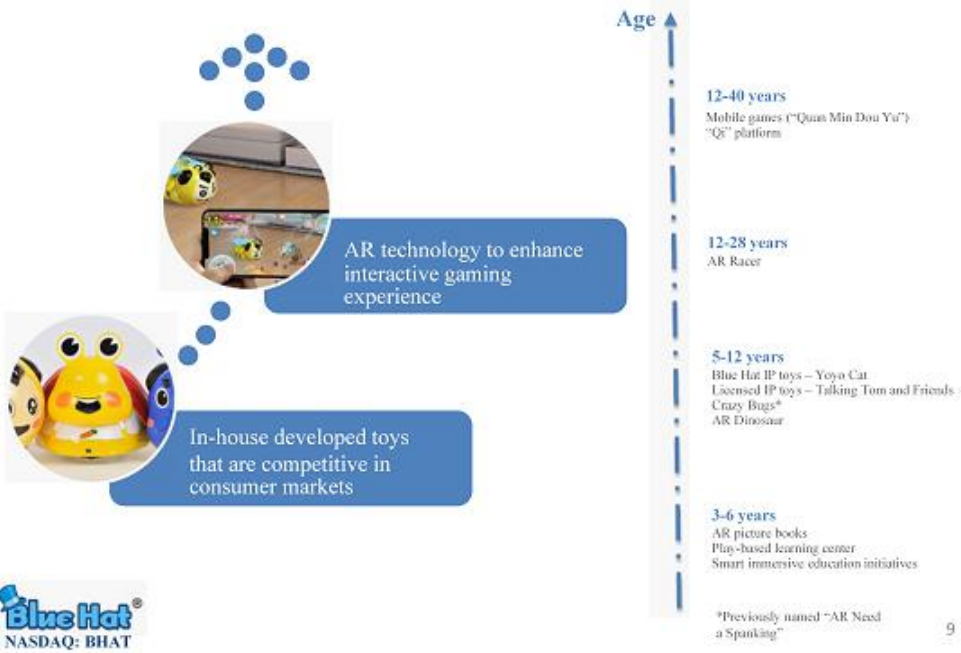 Age
12-40 years
Mobile games ("Quan Min Dou Yu")
"Qi" platform
AR technology to enhance
interactive gaming
experience
12-28 years
AR Racer
5-12 years
Blue Hat IP toys – Yoyo Cat
Licensed IP toys – Talking Tom and Friends
Crazy Bugs*
AR Dinosaur
In-house developed toys
that are competitive in
consumer markets
3-6 years
AR picture books
Play-based learning center
Smart immersive education initiatives
*Previously named "AR Need
a Spanking"
Blue Hat®
NASDAQ: BHAT
9